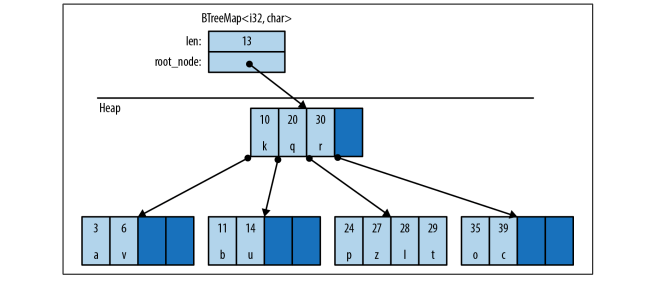 BTreeMap<i32, char>
len: 13
root_node:
Heap
10 20 30
k q r
3 6 11 14 24 27 28 29 35 39
a v b u p z l t o c